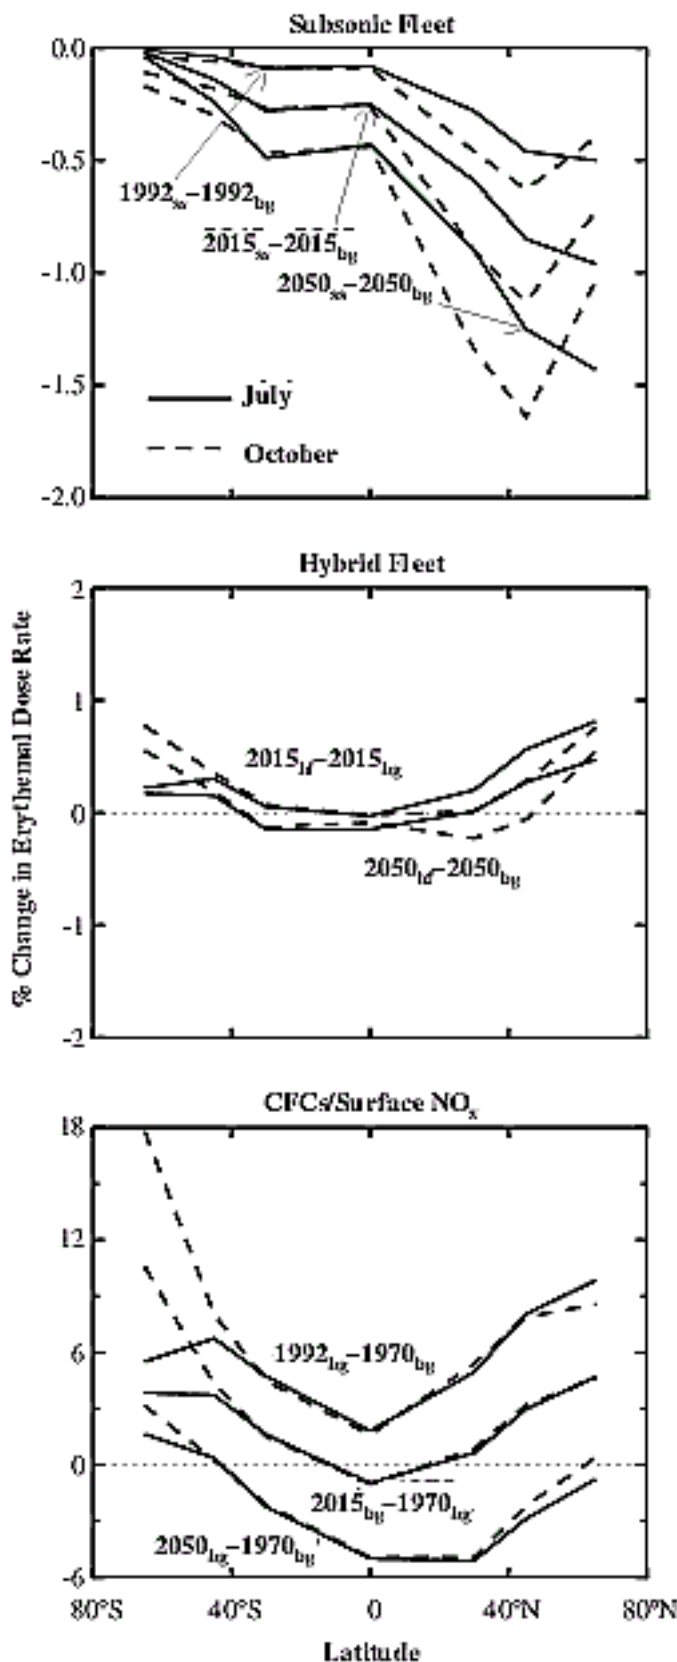 Subsonic Fleet
0.0
-0.5
1992ss–1992bg
2015ss–2015bg
-1.0
2050ss–2050bg
-1.5
July
October
-2.0
Hybrid Fleet
% Change in Erythemal Dose Rate
2
1
2015hf–2015bg
0
2050hf–2050bg
-1
-2
CFCs/Surface NOx
18
12
6
1992bg–1970bg
0
2015bg–1970bg
2050bg–1970bg
-6
80°S 40°S 0 40°N 80°N
Latitude